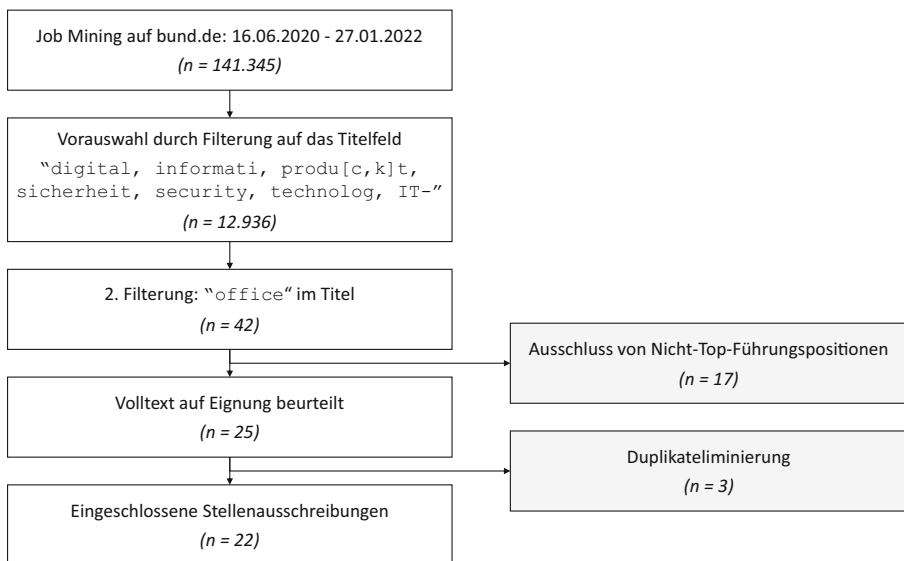 Job Mining auf bund.de: 16.06.2020 - 27.01.2022
(n = 141.345)
Vorauswahl durch Filterung auf das Titelfeld
“digital, informati, produ[c,k]t,
sicherheit, security, technolog, IT-”
(n = 12.936)
2. Filterung: “office“ im Titel
(n = 42)
Ausschluss von Nicht-Top-Führungspositionen
(n = 17)
Volltext auf Eignung beurteilt
(n = 25)
Duplikateliminierung
(n = 3)
Eingeschlossene Stellenausschreibungen
(n = 22)